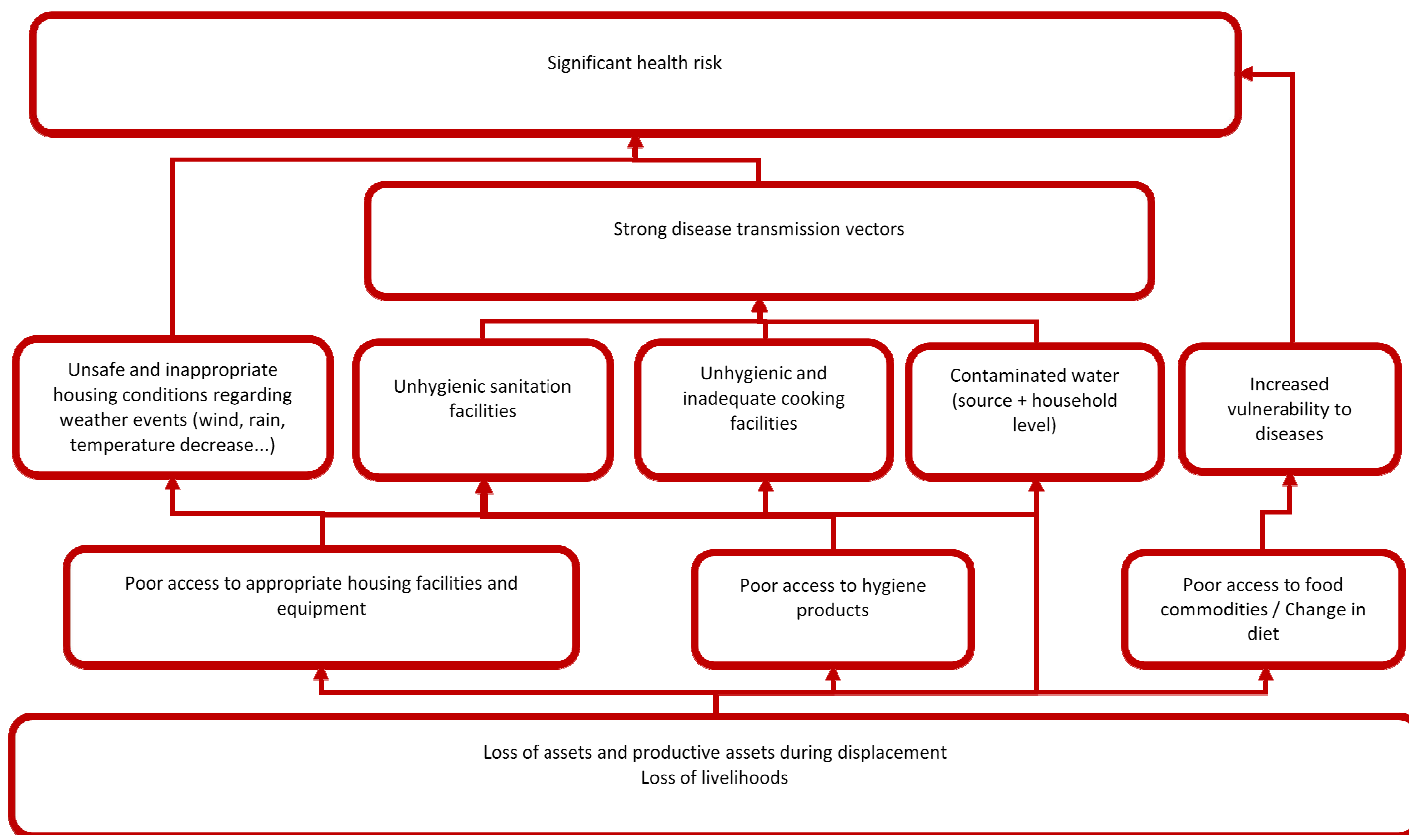 Significant health risk
Strong disease transmission vectors
Unsafe and inappropriate
housing conditions regarding
weather events (wind, rain,
temperature decrease...)
Unhygienic sanitation
facilities
Unhygienic and
inadequate cooking
facilities
Contaminated water
(source + household
level)
Increased
vulnerability to
diseases
Poor access to appropriate housing facilities and
equipment
Poor access to hygiene
products
Poor access to food
commodities / Change in
diet
Loss of assets and productive assets during displacement
Loss of livelihoods